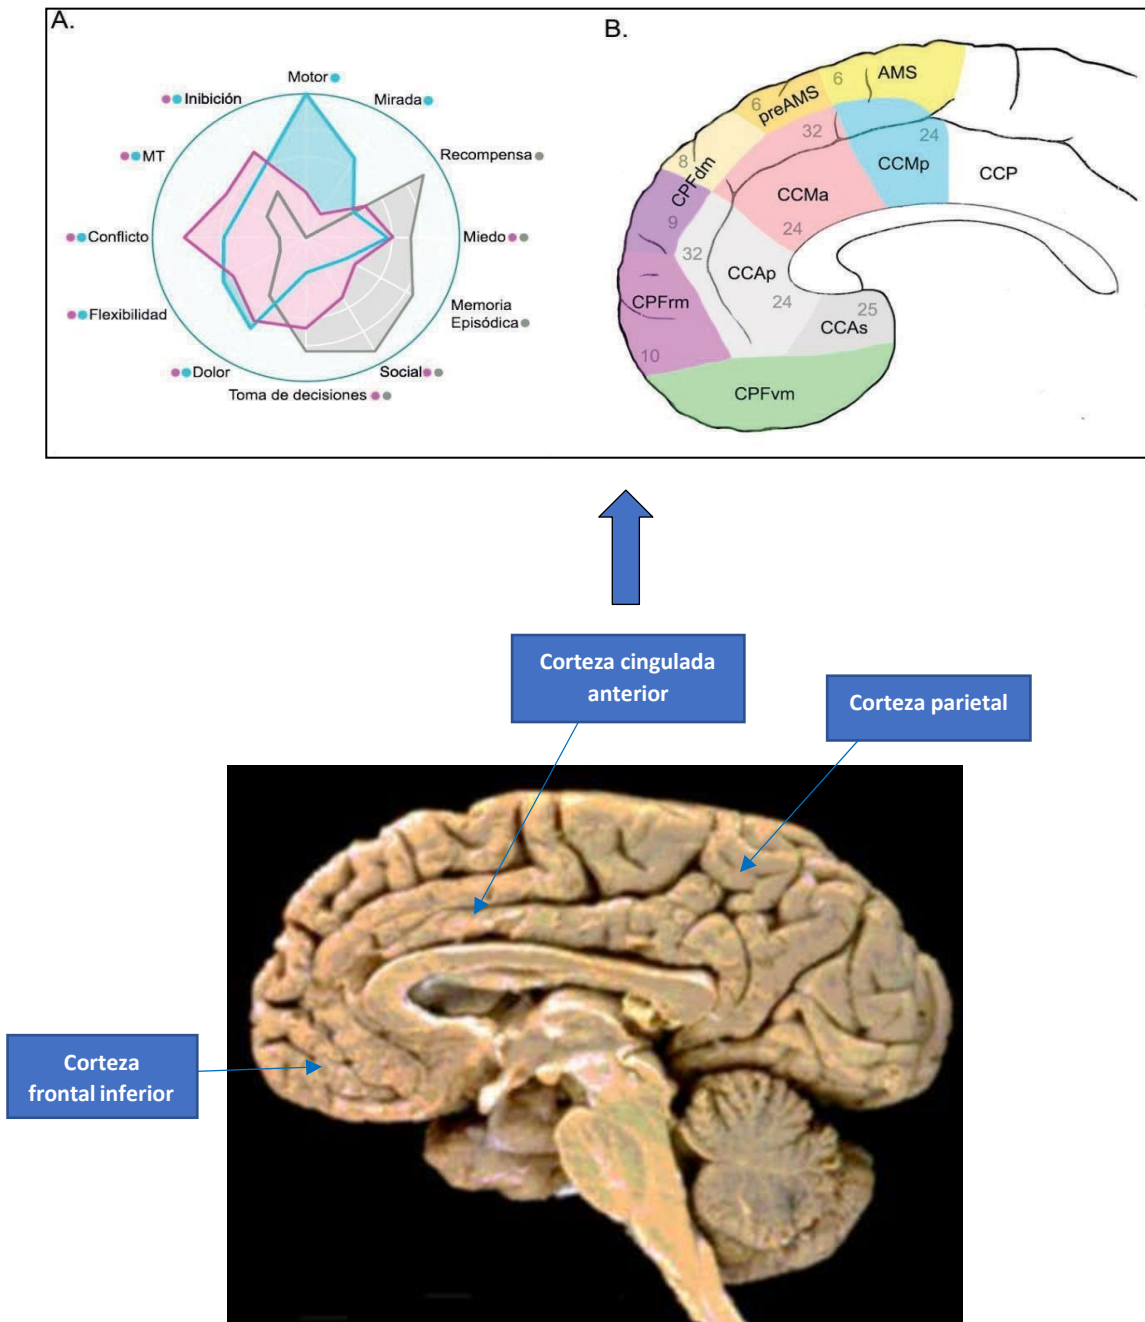 A.
Motor
Inibición
Mirada
MT
Recompensa
Conflicto
Miedo
Flexibilidad
Memoria
Episódica
Dolor
Social
Toma de decisiones
B.
6
AMS
6
preAMS
32
24
8
CPFdm
CCMp
CCP
CCMa
9
24
32
CCAp
CPFrm
24
25
CCAs
10
CPFvm
Corteza cingulada
anterior
Corteza parietal
Corteza
frontal inferior